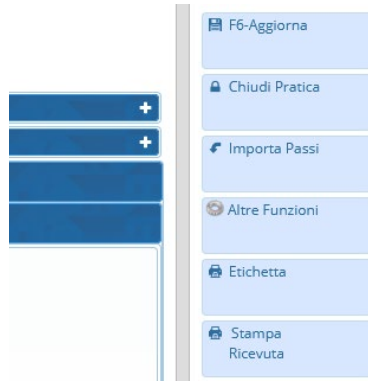 F6-Aggiorna
Chiudi Pratica
Importa Passi
Altre Funzioni
Etichetta
Stampa
Ricevuta